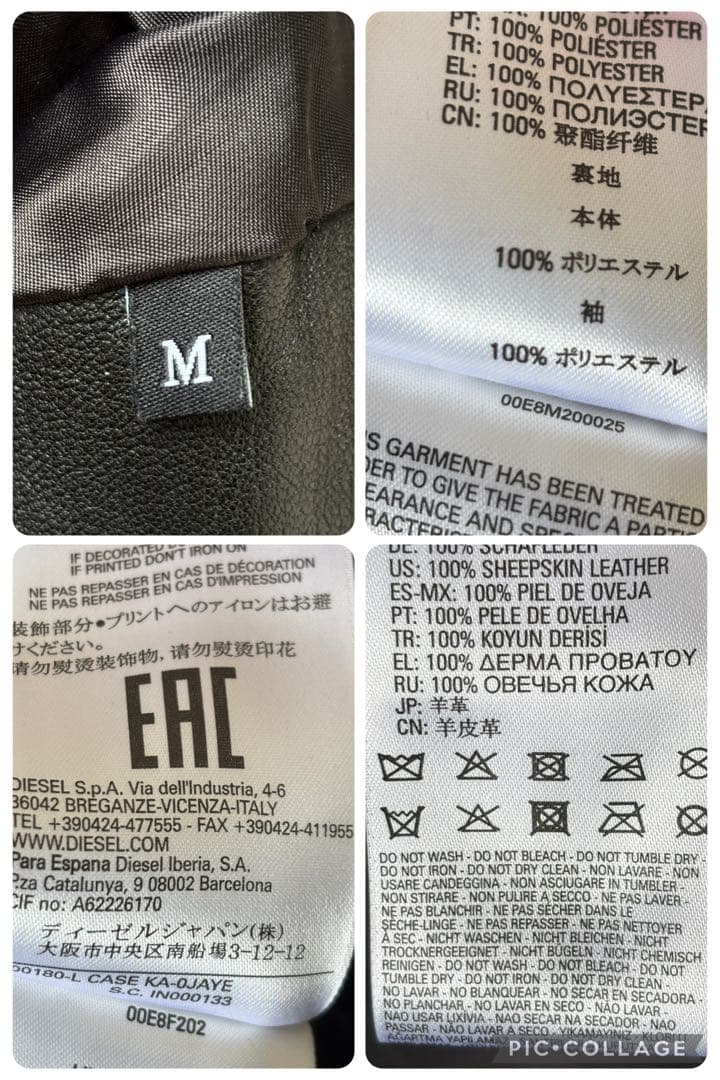 M
PT: 100% POLIÉSTER
TR: 100% POLYESTER
EL: 100% ΠΟΛΥΕΣΤΕΡ
RU: 100% ПОЛИЭСТЕР
CN: 100% 聚酯纤维
裏地
本体
100% ポリエステル
袖
100% ポリエステル
00E8M200025
S GARMENT HAS BEEN TREATED
DER TO GIVE THE FABRIC A
EARANCE AND
IF DECORATED
IF PRINTED DON'T IRON ON
NE PAS REPASSER EN CAS DE DÉCORATION
NE PAS REPASSER EN CAS D'IMPRESSION
装飾部分•プリントへのアイロンはお避
けください。
请勿熨烫装饰物, 请勿熨烫印花
EAC
DIESEL S.p.A. Via dell'Industria, 4-6
36042 BREGANZE-VICENZA-ITALY
TEL +390424-477555 - FAX +390424-411955
WWW.DIESEL.COM
Para Espana Diesel Iberia, S.A.
P.za Catalunya, 9 08002 Barcelona
CIF no: A62226170
ディーゼルジャパン(株)
大阪市中央区南船場3-12-12
00180-L CASE KA-0JAYE
S.C. IN000133
00E8F202
DE: 100% SCHAFLEDER
US: 100% SHEEPSKIN LEATHER
ES-MX: 100% PIEL DE OVEJA
PT: 100% PELE DE OVELHA
TR: 100% KOYUN DERİSİ
EL: 100% ΔΕΡΜΑ ΠΡΟΒΑΤΟΥ
RU: 100% ОВЕЧЬЯ КОЖА
JP: 羊革
CN: 羊皮革
DO NOT WASH - DO NOT BLEACH - DO NOT TUMBLE DRY -
DO NOT IRON - DO NOT DRY CLEAN - NON LAVARE - NON
USARE CANDEGGINA - NON ASCIUGARE IN TUMBLER -
NON STIRARE - NON PULIRE A SECCO - NE PAS LAVER -
NE PAS BLANCHIR - NE PAS SÉCHER DANS LE
SÈCHE-LINGE - NE PAS REPASSER - NE PAS NETTOYER
À SEC - NICHT WASCHEN - NICHT BLEICHEN - NICHT
TROCKNERGEEIGNET - NICHT BÜGELN - NICHT CHEMISCH
REINIGEN - DO NOT WASH - DO NOT BLEACH - DO NOT
TUMBLE DRY - DO NOT IRON - DO NOT DRY CLEAN
NO LAVAR - NO BLANQUEAR - NO SECAR EN SECADORA -
NO PLANCHAR - NO LAVAR EN SECO - NÃO LAVAR -
NAO USAR LIXIVIA - NAO SECAR NA SECADOR - NAO
PASSAR - NÃO LAVAR A SECO - YIKAMAYINIZ -
PIC•COLLAGE